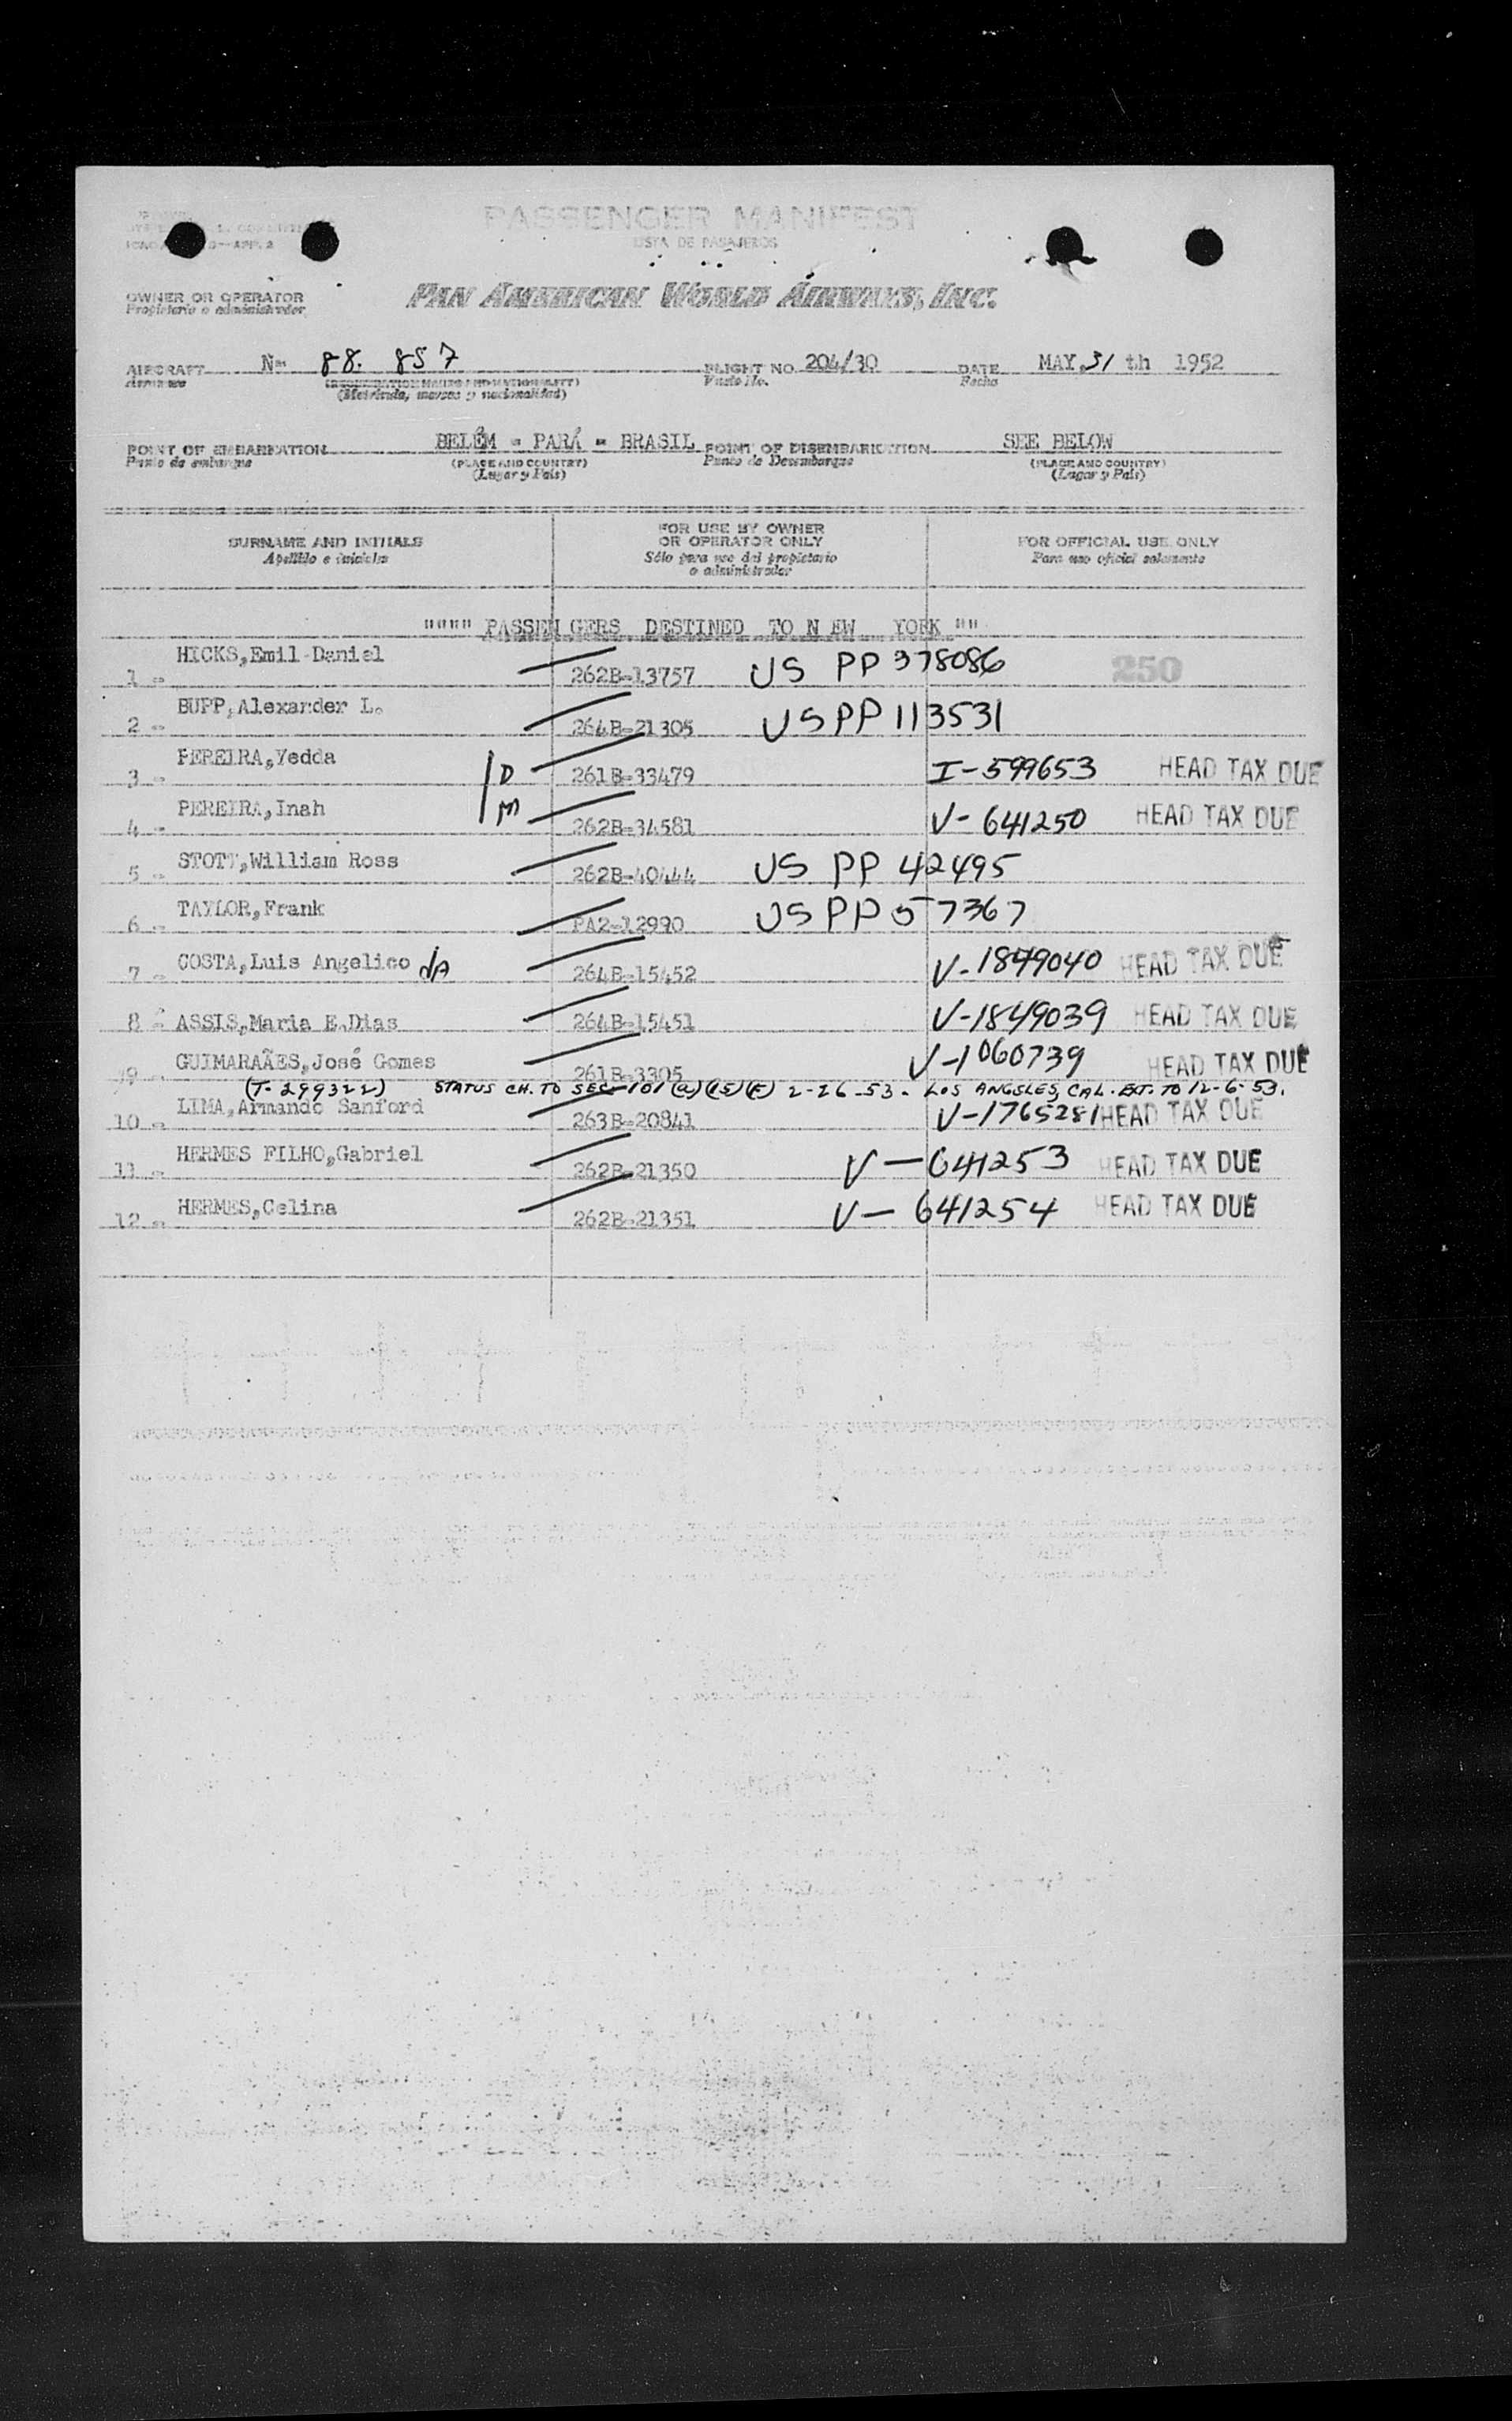 PASSENGER MANIFEST
LISTA DE PASAJEROS
OWNER OR OPERATOR
Propietario o administrador
PAN AMERICAN WORLD AIRWAYS, INC.
AIRCRAFT N- 88. 857 FLIGHT NO. 204/30 DATE MAY,31 th 1952
Vuelo No. Fecha
(Matrícula, marcas y nacionalidad)
POINT OF EMBARKATION BELÉM - PARÁ - BRASIL POINT OF DISEMBARKATION SEE BELOW
Punto de embarque (PLACE AND COUNTRY) Punto de Desembarque (PLACE AND COUNTRY)
(Lugar y País) (Lugar y País)
SURNAME AND INITIALS FOR USE BY OWNER OR OPERATOR ONLY FOR OFFICIAL USE ONLY
Apellido e iniciales Sólo para uso del propietario o administrador Para uso oficial solamente
"""" PASSENGERS DESTINED TO N EW YORK ""
1 - HICKS,Emil Daniel 262B-13757 US PP 378086 250
2 - BUPP,Alexander L. 264B-21305 US PP 113531
3 - PEREIRA,Yedda D 261B-33479 I-599653 HEAD TAX DUE
4 - PEREIRA,Inah M 262B-34581 V-641250 HEAD TAX DUE
5 - STOTT,William Ross 262B-40444 US PP 42495
6 - TAYLOR,Frank PA2-12990 US PP 57367
7 - COSTA,Luis Angelico 264B-15452 V-1849040 HEAD TAX DUE
8 - ASSIS,Maria E.Dias 264B-15451 V-1849039 HEAD TAX DUE
9 - GUIMARAÃES,José Gomes 261B-3305 V-1060739 HEAD TAX DUE
(T-299322) STATUS CH. TO SEC 101 (a)(15)(F) 2-26-53. LOS ANGELES, CAL. EXT. TO 12-6-53.
10 - LIMA,Armando Sanford 263B-20841 V-1765281 HEAD TAX DUE
11 - HERMES FILHO,Gabriel 262B-21350 V-641253 HEAD TAX DUE
12 - HERMES,Celina 262B-21351 V-641254 HEAD TAX DUE